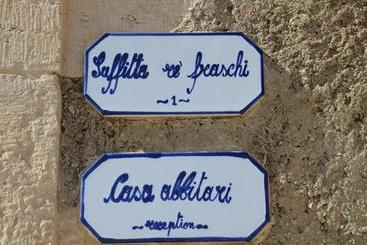 Suffitta re' fraschi
~1~
Casa abbitari
~reception~